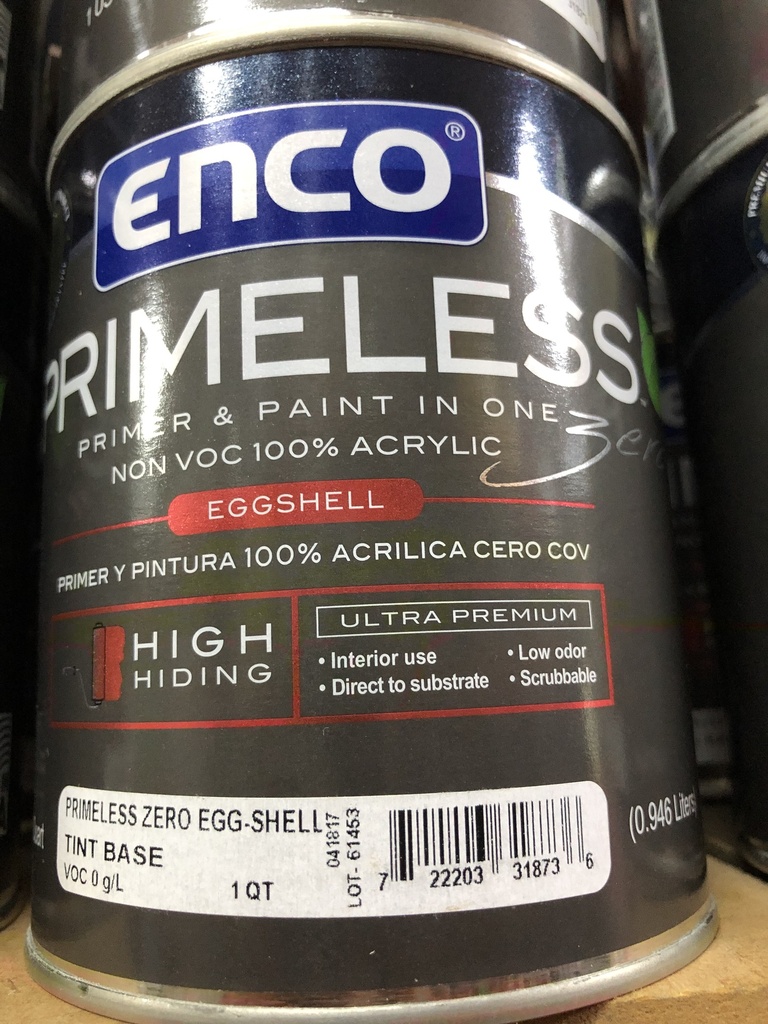 ENCO®
PRIMELESS
PRIMER & PAINT IN ONE
NON VOC 100% ACRYLIC
EGGSHELL
PRIMER Y PINTURA 100% ACRILICA CERO COV
HIGH
HIDING
ULTRA PREMIUM
• Interior use
• Low odor
• Direct to substrate
• Scrubbable
PRIMELESS ZERO EGG-SHELL
TINT BASE
VOC 0 g/L
1 QT
041817
LOT- 61453
7 22203 31873 6
(0.946 Liters)